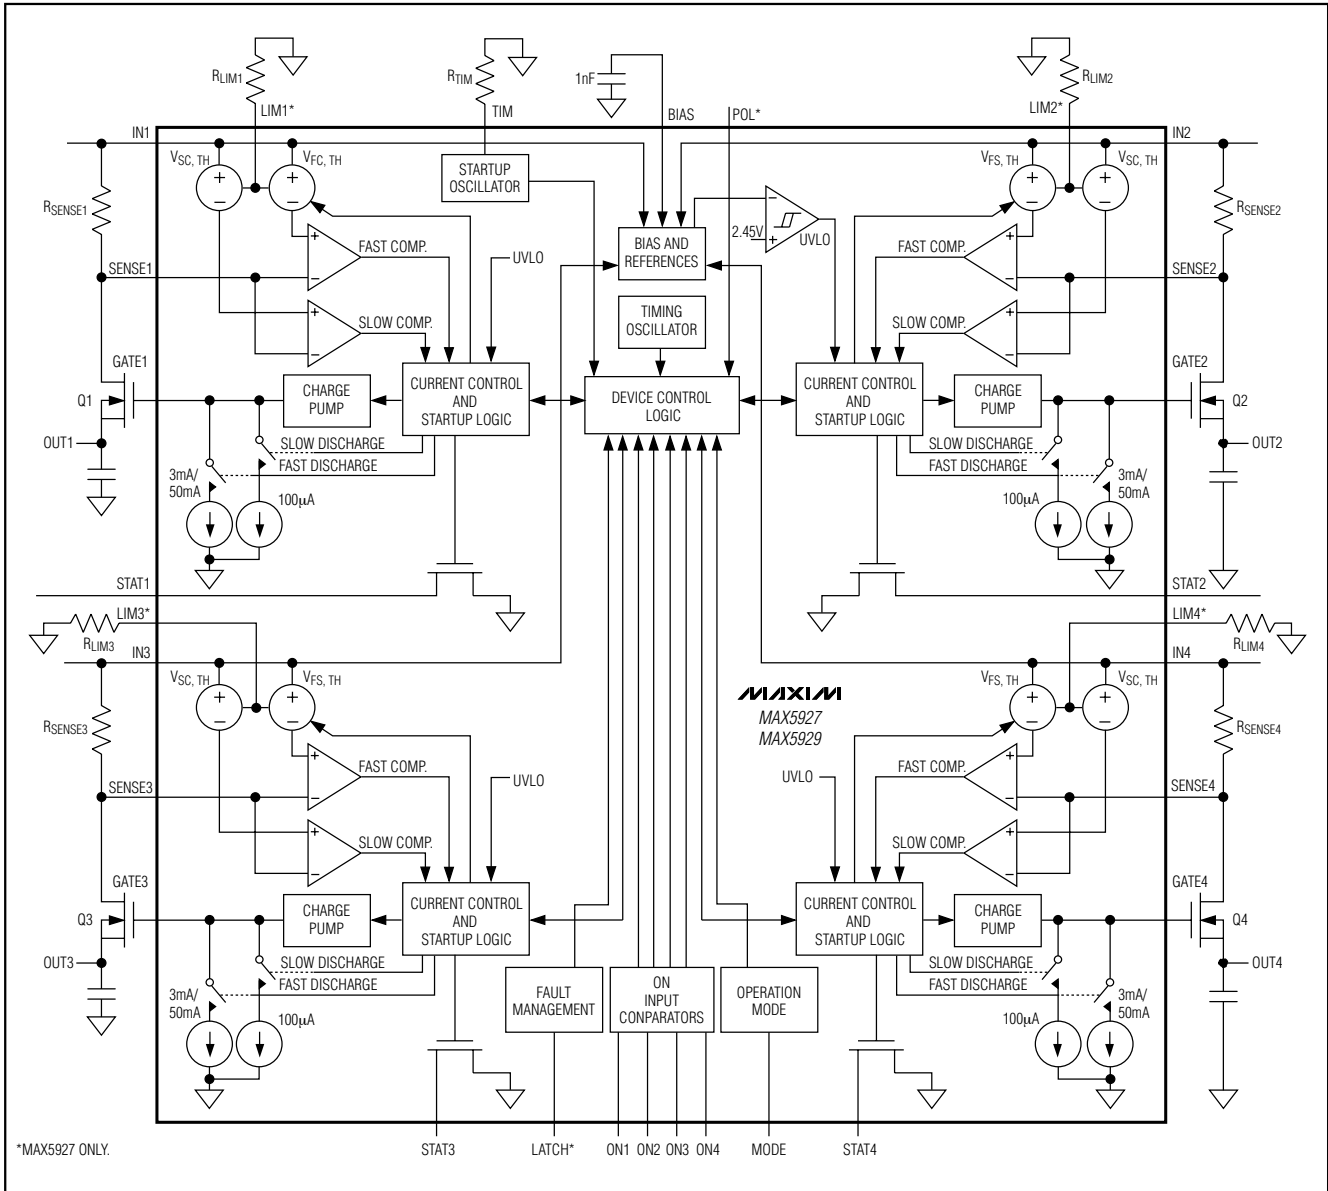 RLIM1
LIM1*
RTIM
TIM
1nF
BIAS
POL*
RLIM2
LIM2*
IN1
IN2
VSC, TH
VFC, TH
STARTUP
OSCILLATOR
VFS, TH
VSC, TH
RSENSE1
RSENSE2
2.45V
UVLO
BIAS AND
REFERENCES
FAST COMP.
UVLO
FAST COMP.
SENSE1
SENSE2
TIMING
OSCILLATOR
SLOW COMP.
SLOW COMP.
GATE1
CHARGE
PUMP
CURRENT CONTROL
AND
STARTUP LOGIC
DEVICE CONTROL
LOGIC
CURRENT CONTROL
AND
STARTUP LOGIC
CHARGE
PUMP
GATE2
Q1
Q2
OUT1
OUT2
SLOW DISCHARGE
FAST DISCHARGE
SLOW DISCHARGE
FAST DISCHARGE
3mA/
50mA
100µA
100µA
3mA/
50mA
STAT1
STAT2
LIM3*
RLIM3
LIM4*
RLIM4
IN3
IN4
VSC, TH
VFS, TH
MAXIM
MAX5927
MAX5929
VFS, TH
VSC, TH
RSENSE3
RSENSE4
FAST COMP.
UVLO
UVLO
FAST COMP.
SENSE3
SENSE4
SLOW COMP.
SLOW COMP.
GATE3
CHARGE
PUMP
CURRENT CONTROL
AND
STARTUP LOGIC
CURRENT CONTROL
AND
STARTUP LOGIC
CHARGE
PUMP
GATE4
Q3
Q4
OUT3
OUT4
SLOW DISCHARGE
FAST DISCHARGE
SLOW DISCHARGE
FAST DISCHARGE
3mA/
50mA
100µA
FAULT
MANAGEMENT
ON
INPUT
CONPARATORS
OPERATION
MODE
100µA
3mA/
50mA
*MAX5927 ONLY.
STAT3
LATCH*
ON1 ON2 ON3 ON4
MODE
STAT4